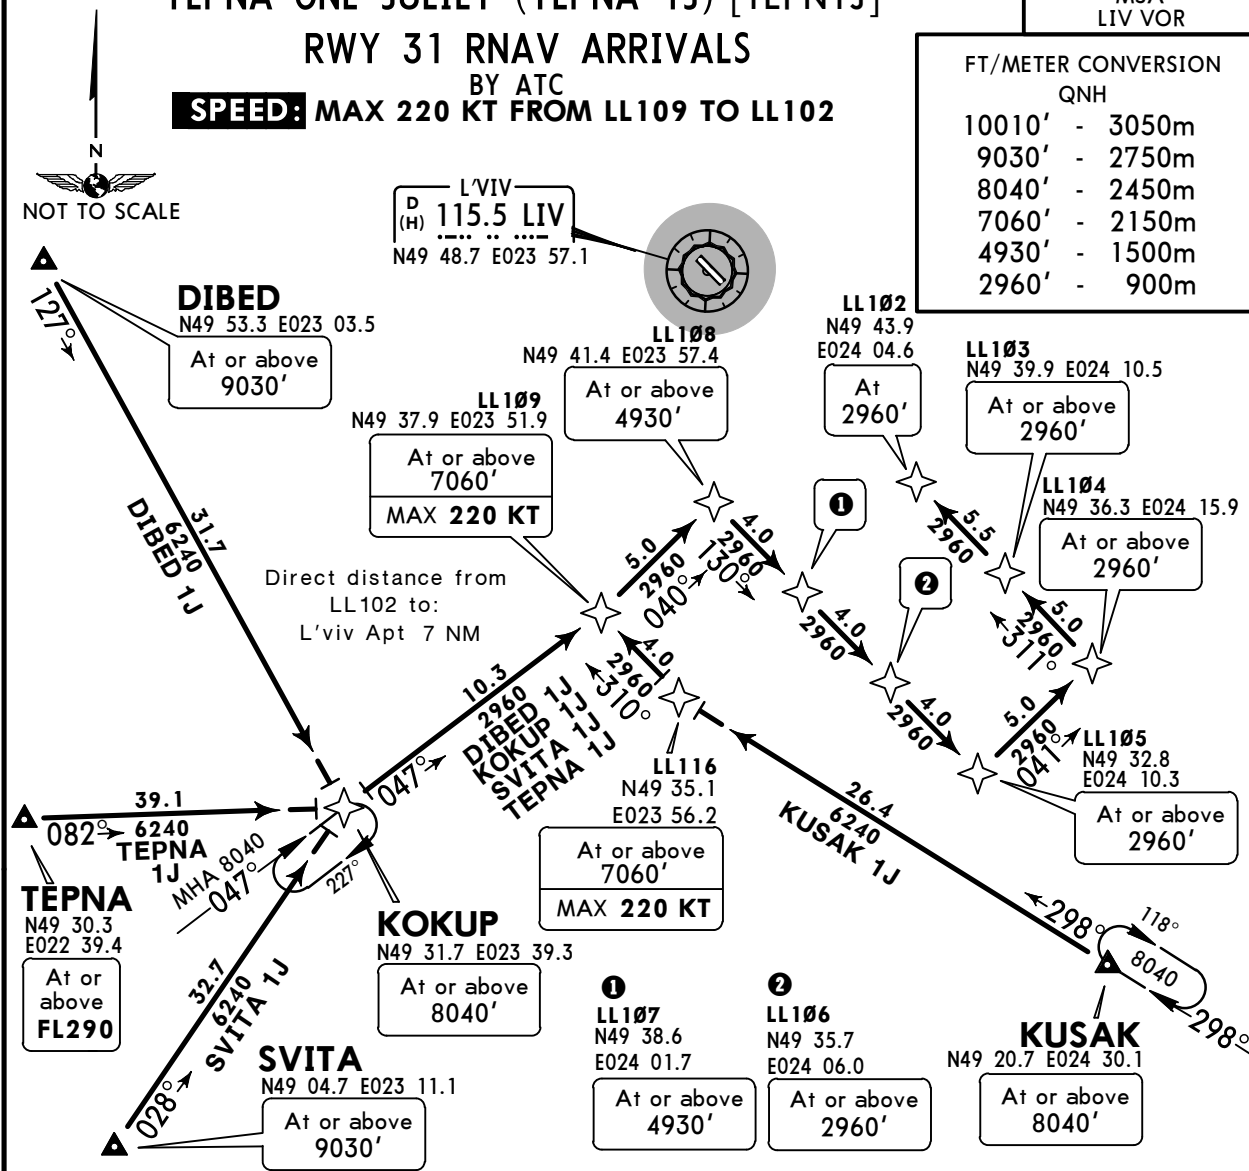 TEPNA ONE JULIET (TEPNA 1J) [TEPN1J]
RWY 31 RNAV ARRIVALS
BY ATC
SPEED: MAX 220 KT FROM LL109 TO LL102
MSA
LIV VOR
FT/METER CONVERSION
QNH
10010' - 3050m
9030' - 2750m
8040' - 2450m
7060' - 2150m
4930' - 1500m
2960' - 900m
N
NOT TO SCALE
L'VIV
D
(H) 115.5 LIV
N49 48.7 E023 57.1
127°
DIBED
N49 53.3 E023 03.5
At or above
9030'
31.7
6240
DIBED 1J
LL1Ø8
N49 41.4 E023 57.4
At or above
4930'
LL1Ø2
N49 43.9
E024 04.6
At
2960'
LL1Ø3
N49 39.9 E024 10.5
At or above
2960'
LL1Ø9
N49 37.9 E023 51.9
At or above
7060'
MAX 220 KT
LL1Ø4
N49 36.3 E024 15.9
At or above
2960'
1
2
Direct distance from
LL102 to:
L'viv Apt 7 NM
5.0
2960
040°
4.0
2960
130°
4.0
2960
4.0
2960
5.0
2960
041°
5.0
2960
311°
5.5
2960
4.0
2960
310°
10.3
2960
047°
DIBED 1J
KOKUP 1J
SVITA 1J
TEPNA 1J
LL116
N49 35.1
E023 56.2
At or above
7060'
MAX 220 KT
LL1Ø5
N49 32.8
E024 10.3
At or above
2960'
26.4
6240
KUSAK 1J
298°
118°
8040
298°
39.1
082°
6240
TEPNA
1J
MHA 8040
047°
227°
TEPNA
N49 30.3
E022 39.4
At or
above
FL290
KOKUP
N49 31.7 E023 39.3
At or above
8040'
32.7
6240
SVITA 1J
028°
SVITA
N49 04.7 E023 11.1
At or above
9030'
1
LL1Ø7
N49 38.6
E024 01.7
At or above
4930'
2
LL1Ø6
N49 35.7
E024 06.0
At or above
2960'
KUSAK
N49 20.7 E024 30.1
At or above
8040'